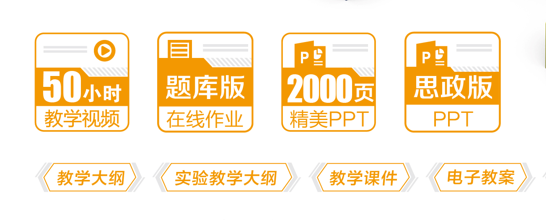 50小时
教学视频
题库版
在线作业
P
2000页
精美PPT
P
思政版
PPT
教学大纲
实验教学大纲
教学课件
电子教案